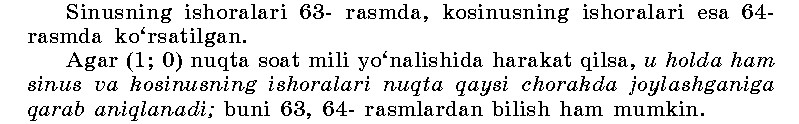 Sinusning ishoralari 63- rasmda, kosinusning ishoralari esa 64-
rasmda ko‘rsatilgan.
Agar (1; 0) nuqta soat mili yo‘nalishida harakat qilsa, u holda ham
sinus va kosinusning ishoralari nuqta qaysi chorakda joylashganiga
qarab aniqlanadi; buni 63, 64- rasmlardan bilish ham mumkin.